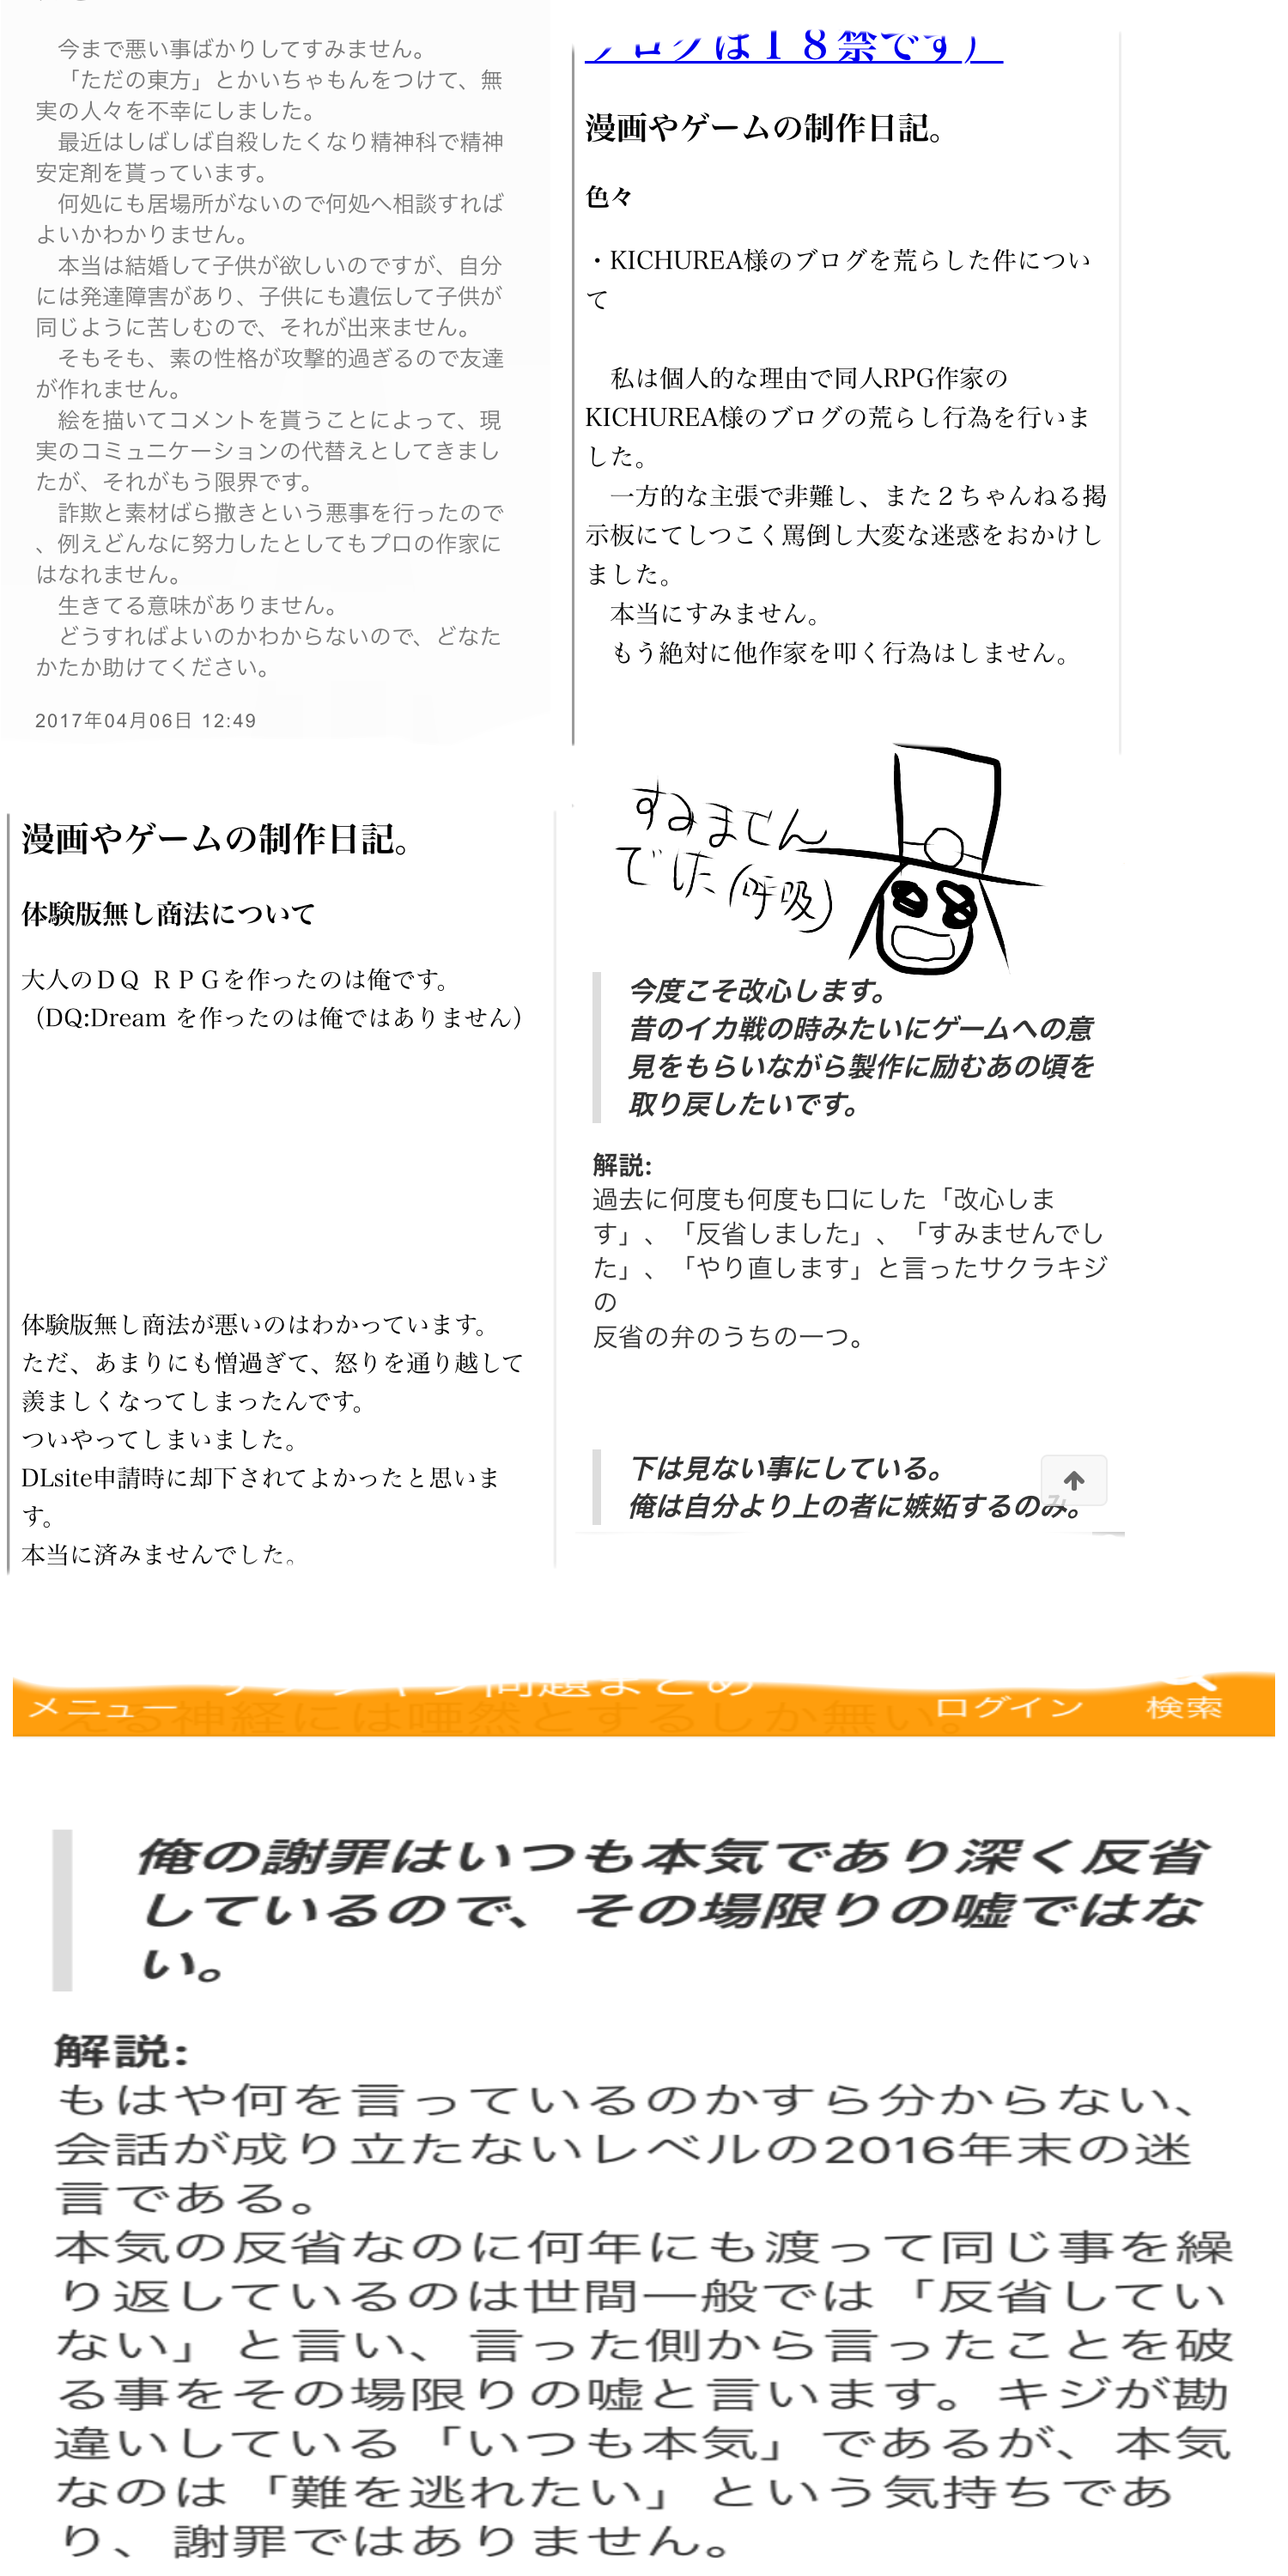 今まで悪い事ばかりしてすみません。
「ただの東方」とかいちゃもんをつけて、無
実の人々を不幸にしました。
最近はしばしば自殺したくなり精神科で精神
安定剤を貰っています。
何処にも居場所がないので何処へ相談すれば
よいかわかりません。
本当は結婚して子供が欲しいのですが、自分
には発達障害があり、子供にも遺伝して子供が
同じように苦しむので、それが出来ません。
そもそも、素の性格が攻撃的過ぎるので友達
が作れません。
絵を描いてコメントを貰うことによって、現
実のコミュニケーションの代替えとしてきまし
たが、それがもう限界です。
詐欺と素材ばら撒きという悪事を行ったので
、例えどんなに努力したとしてもプロの作家に
はなれません。
生きてる意味がありません。
どうすればよいのかわからないので、どなた
かたか助けてください。
2017年04月06日 12:49
ブログは１８禁です）
漫画やゲームの制作日記。
色々
・KICHUREA様のブログを荒らした件につい
て
私は個人的な理由で同人RPG作家の
KICHUREA様のブログの荒らし行為を行いま
した。
一方的な主張で非難し、また２ちゃんねる掲
示板にてしつこく罵倒し大変な迷惑をおかけし
ました。
本当にすみません。
もう絶対に他作家を叩く行為はしません。
漫画やゲームの制作日記。
体験版無し商法について
大人のＤＱ ＲＰＧを作ったのは俺です。
（DQ:Dream を作ったのは俺ではありません）
体験版無し商法が悪いのはわかっています。
ただ、あまりにも憎過ぎて、怒りを通り越して
羨ましくなってしまったんです。
ついやってしまいました。
DLsite申請時に却下されてよかったと思いま
す。
本当に済みませんでした。
すみません
でした(呼吸)
今度こそ改心します。
昔のイカ戦の時みたいにゲームへの意
見をもらいながら製作に励むあの頃を
取り戻したいです。
解説:
過去に何度も何度も口にした「改心しま
す」、「反省しました」、「すみませんでし
た」、「やり直します」と言ったサクラキジ
の
反省の弁のうちの一つ。
下は見ない事にしている。
俺は自分より上の者に嫉妬するのみ。
メニュー
問題まとめ
ログイン
検索
える神経には唖然とするしか無い。
俺の謝罪はいつも本気であり深く反省
しているので、その場限りの嘘ではな
い。
解説:
もはや何を言っているのかすら分からない、
会話が成り立たないレベルの2016年末の迷
言である。
本気の反省なのに何年にも渡って同じ事を繰
り返しているのは世間一般では「反省してい
ない」と言い、言った側から言ったことを破
る事をその場限りの嘘と言います。キジが勘
違いしている「いつも本気」であるが、本気
なのは「難を逃れたい」という気持ちであ
り、謝罪ではありません。